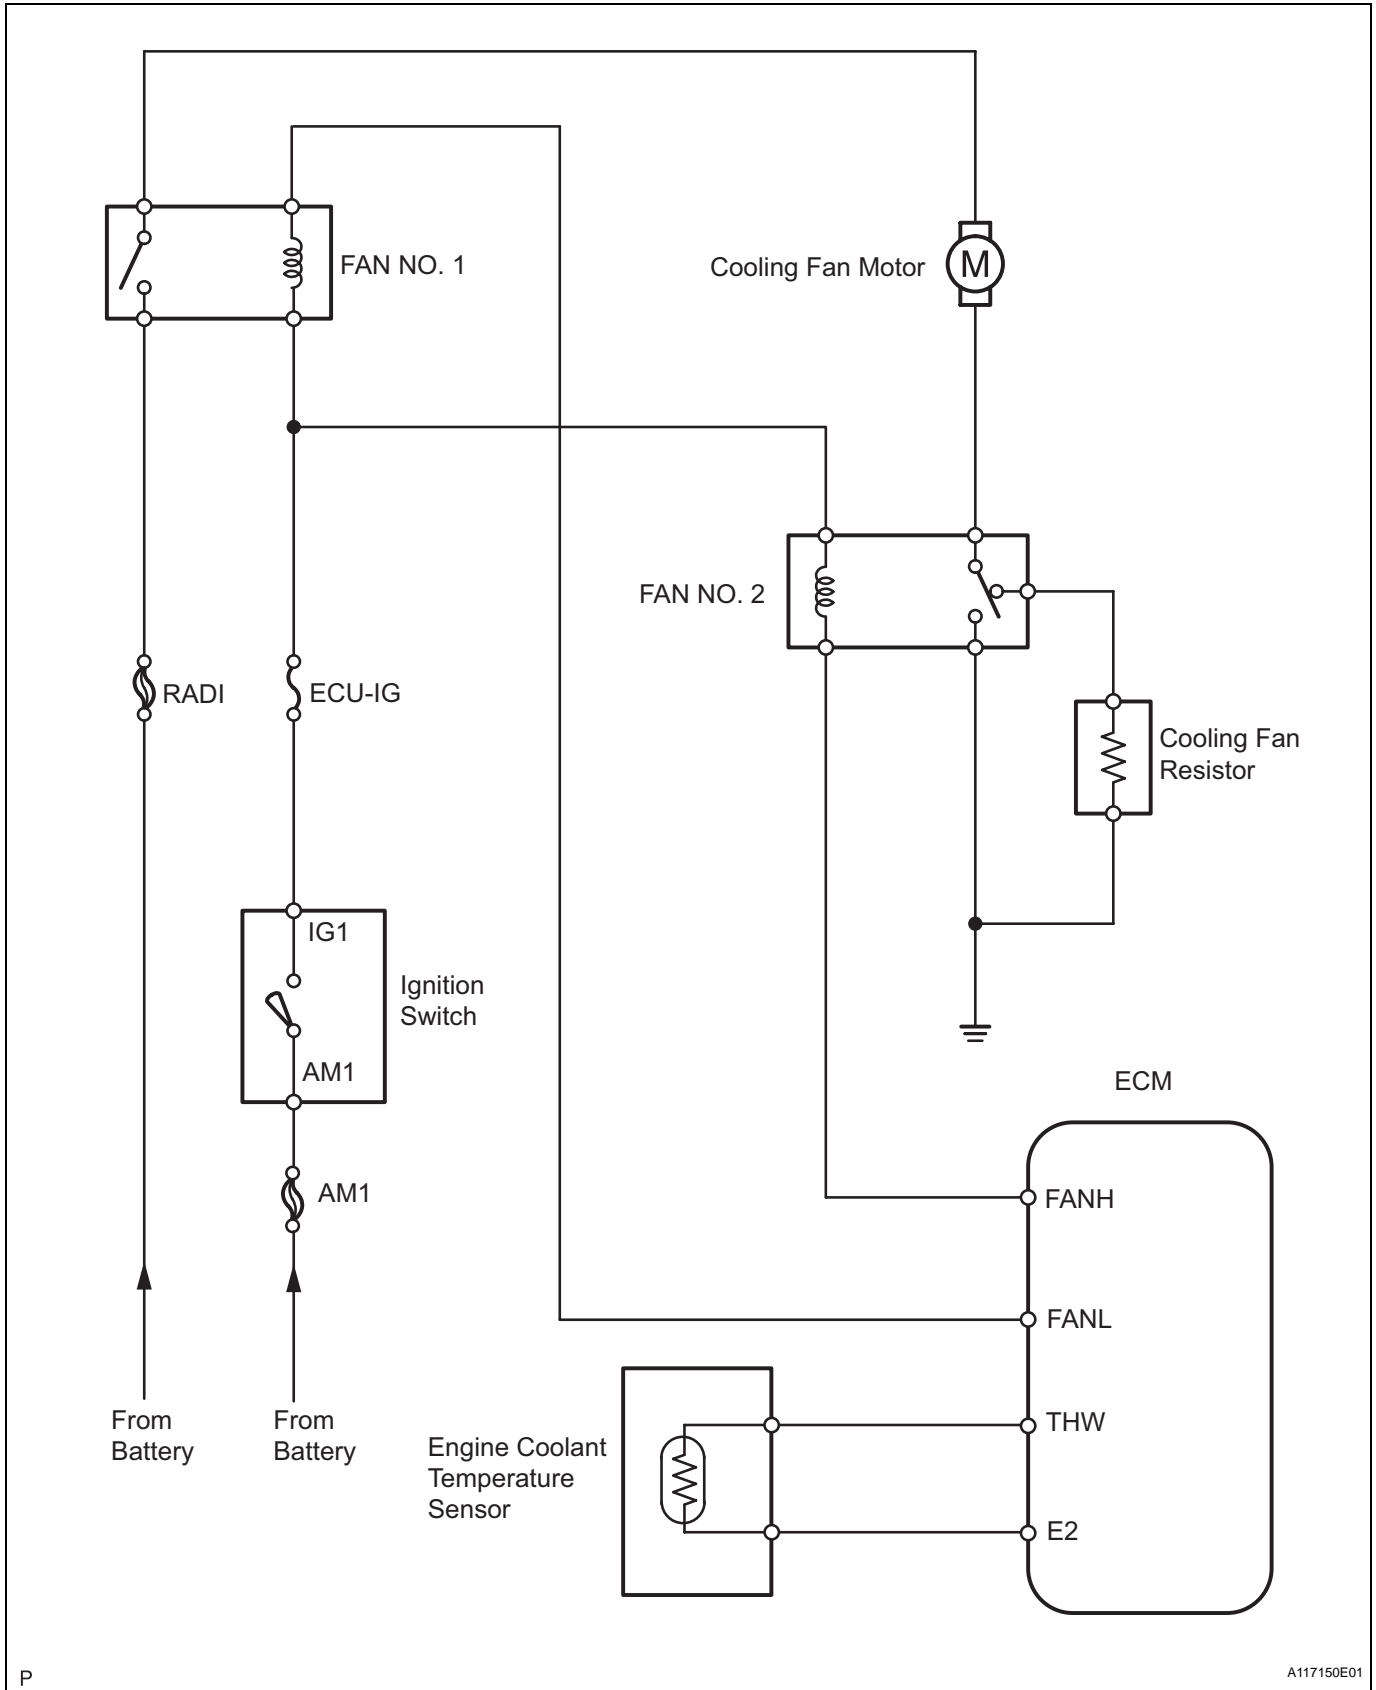 FAN NO. 1
Cooling Fan Motor
M
FAN NO. 2
RADI
ECU-IG
Cooling Fan
Resistor
IG1
Ignition
Switch
AM1
ECM
AM1
FANH
FANL
From
Battery
From
Battery
THW
Engine Coolant
Temperature
Sensor
E2
P
A117150E01